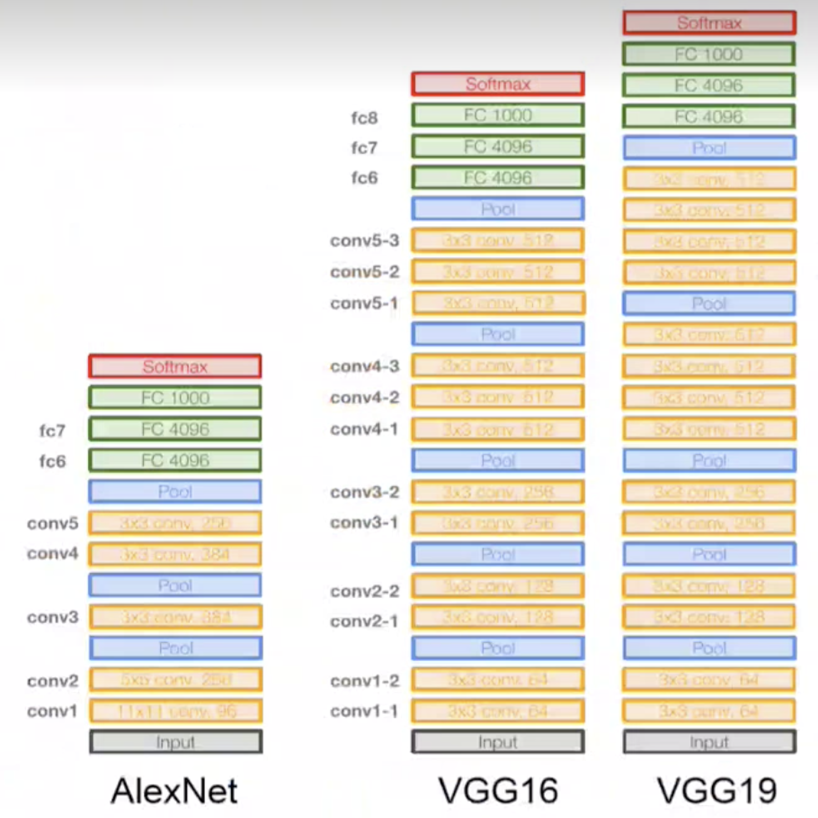 Softmax
FC 1000
fc7 FC 4096
fc6 FC 4096
Pool
conv5 3x3 conv, 256
conv4 3x3 conv, 384
Pool
conv3 3x3 conv, 384
Pool
conv2 5x5 conv, 256
conv1 11x11 conv, 96
Input
AlexNet
Softmax
fc8 FC 1000
fc7 FC 4096
fc6 FC 4096
Pool
conv5-3 3x3 conv, 512
conv5-2 3x3 conv, 512
conv5-1 3x3 conv, 512
Pool
conv4-3 3x3 conv, 512
conv4-2 3x3 conv, 512
conv4-1 3x3 conv, 512
Pool
conv3-2 3x3 conv, 256
conv3-1 3x3 conv, 256
Pool
conv2-2 3x3 conv, 128
conv2-1 3x3 conv, 128
Pool
conv1-2 3x3 conv, 64
conv1-1 3x3 conv, 64
Input
VGG16
Softmax
FC 1000
FC 4096
FC 4096
Pool
3x3 conv, 512
3x3 conv, 512
3x3 conv, 512
3x3 conv, 512
Pool
3x3 conv, 512
3x3 conv, 512
3x3 conv, 512
3x3 conv, 512
Pool
3x3 conv, 256
3x3 conv, 256
Pool
3x3 conv, 128
3x3 conv, 128
Pool
3x3 conv, 64
3x3 conv, 64
Input
VGG19